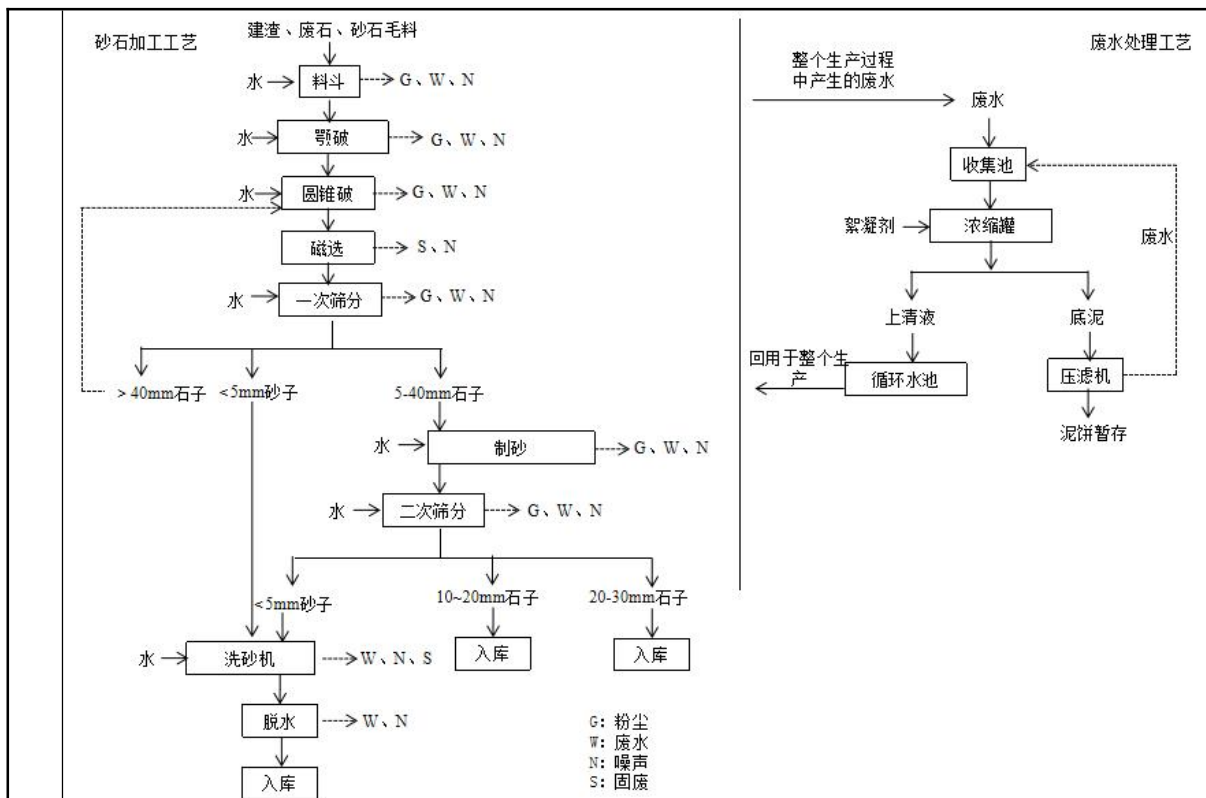 砂石加工工艺
建渣、废石、砂石毛料
水
料斗
G、W、N
水
颚破
G、W、N
水
圆锥破
G、W、N
磁选
S、N
水
一次筛分
G、W、N
＞40mm石子
<5mm砂子
5-40mm石子
水
制砂
G、W、N
水
二次筛分
G、W、N
<5mm砂子
10~20mm石子
20-30mm石子
水
洗砂机
W、N、S
入库
入库
脱水
W、N
入库
G: 粉尘
W: 废水
N: 噪声
S: 固废
废水处理工艺
整个生产过程
中产生的废水
废水
收集池
絮凝剂
浓缩罐
废水
上清液
底泥
回用于整个生
产
循环水池
压滤机
泥饼暂存